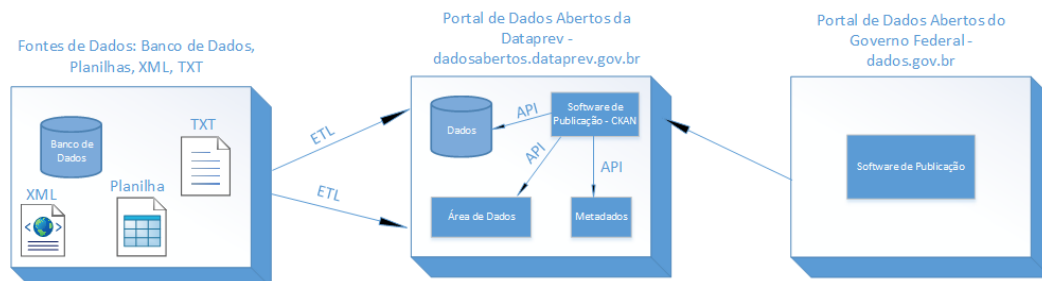 Fontes de Dados: Banco de Dados,
Planilhas, XML, TXT
Banco de
Dados
TXT
XML
Planilha
ETL
ETL
Portal de Dados Abertos da
Dataprev -
dadosabertos.dataprev.gov.br
Dados
API
Software de
Publicação - CKAN
API
API
Área de Dados
Metadados
Portal de Dados Abertos do
Governo Federal -
dados.gov.br
Software de Publicação